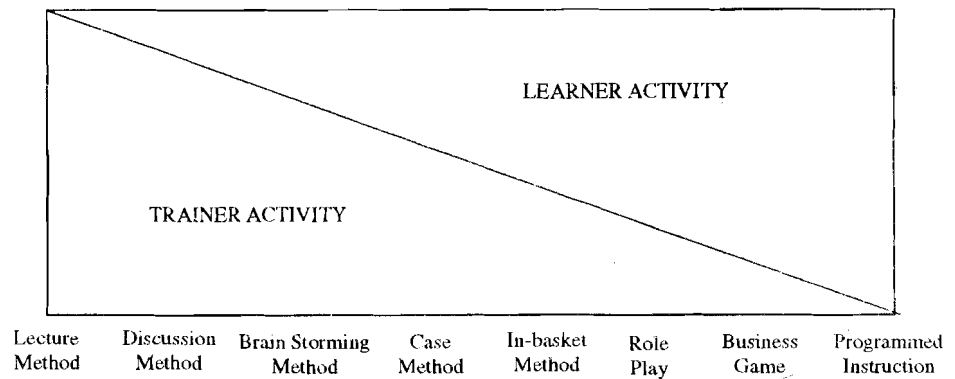 LEARNER ACTIVITY
TRAINER ACTIVITY
Lecture Method
Discussion Method
Brain Storming Method
Case Method
In-basket Method
Role Play
Business Game
Programmed Instruction